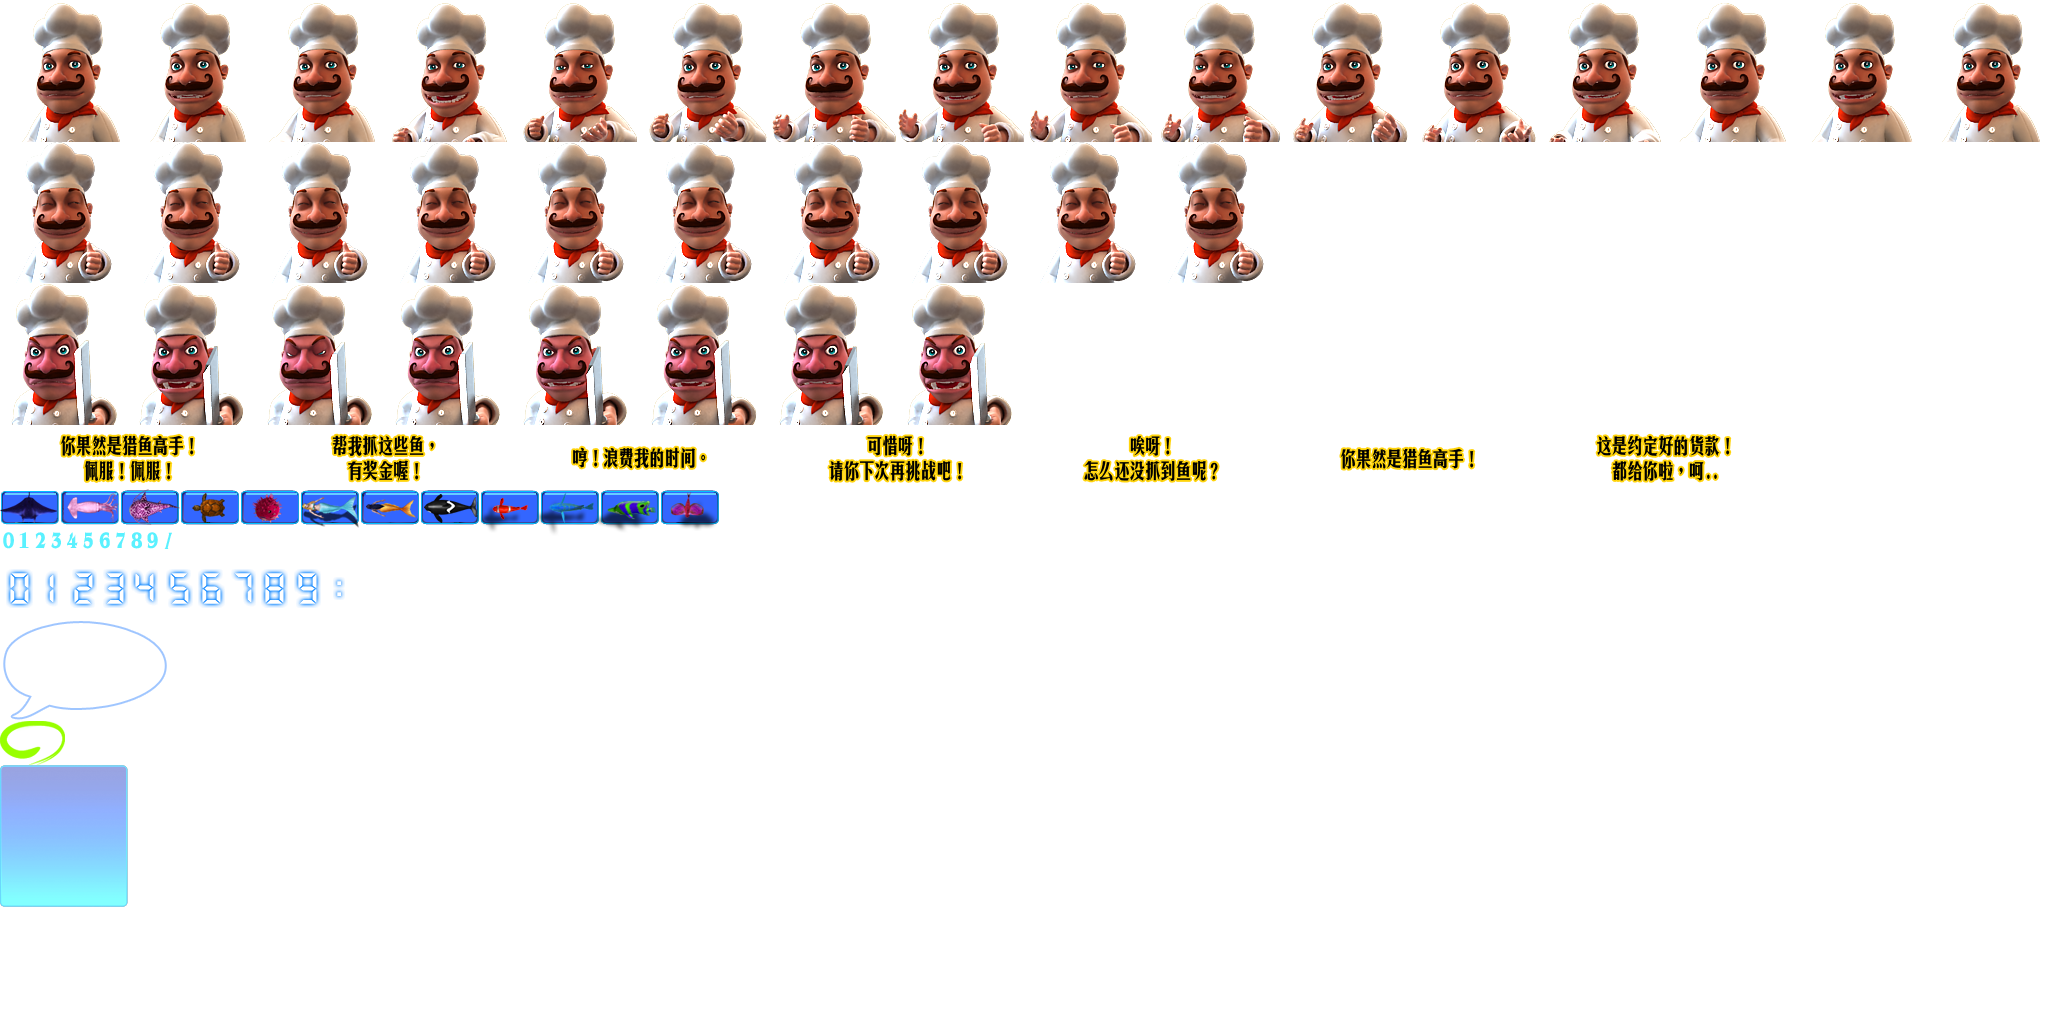 你果然是猎鱼高手！
佩服！佩服！
帮我抓这些鱼，
有奖金喔！
哼！浪费我的时间。
可惜呀！
请你下次再挑战吧！
唉呀！
怎么还没抓到鱼呢？
你果然是猎鱼高手！
这是约定好的货款！
都给你啦，呵..
0123456789/
0123456789: